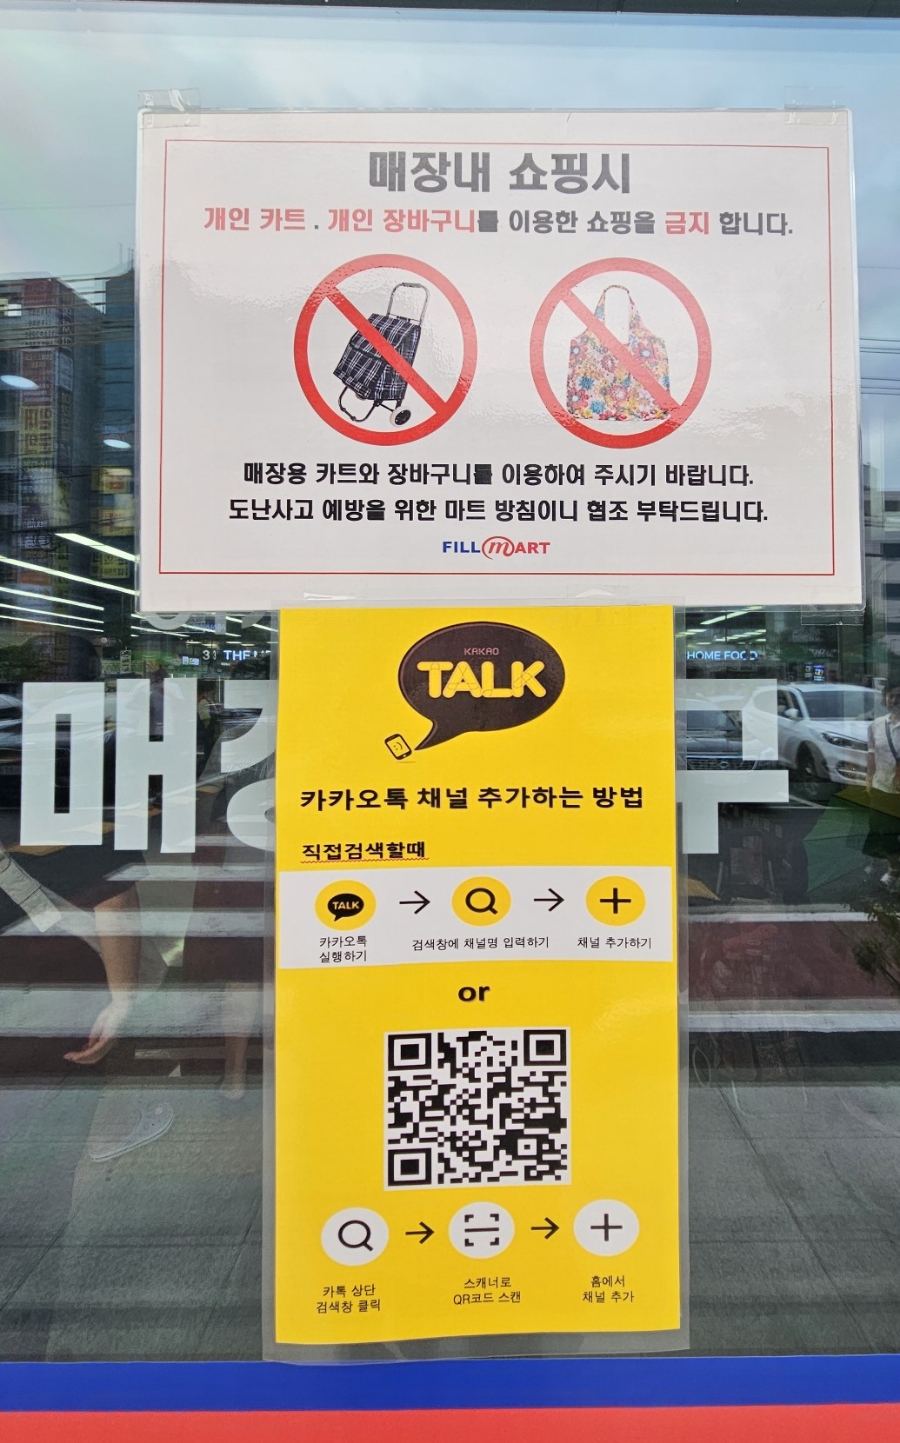 매장내 쇼핑시
개인 카트 . 개인 장바구니를 이용한 쇼핑을 금지 합니다.
매장용 카트와 장바구니를 이용하여 주시기 바랍니다.
도난사고 예방을 위한 마트 방침이니 협조 부탁드립니다.
FILL mART
HOME FOOD
KAKAO
TALK
매장
구
카카오톡 채널 추가하는 방법
직접검색할때
TALK
카카오톡
실행하기
검색창에 채널명 입력하기
채널 추가하기
or
카톡 상단
검색창 클릭
스캐너로
QR코드 스캔
홈에서
채널 추가